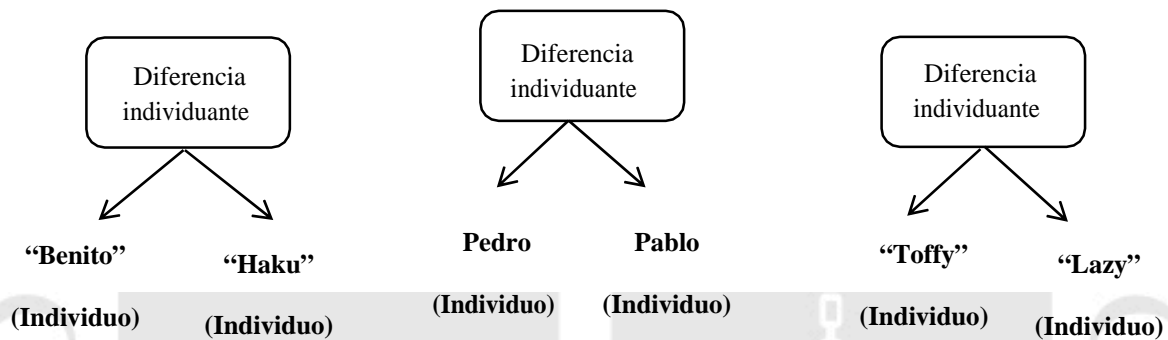 Diferencia
individuante
Diferencia
individuante
Diferencia
individuante
“Benito”
“Haku”
Pedro
Pablo
“Toffy”
“Lazy”
(Individuo)
(Individuo)
(Individuo)
(Individuo)
(Individuo)
(Individuo)